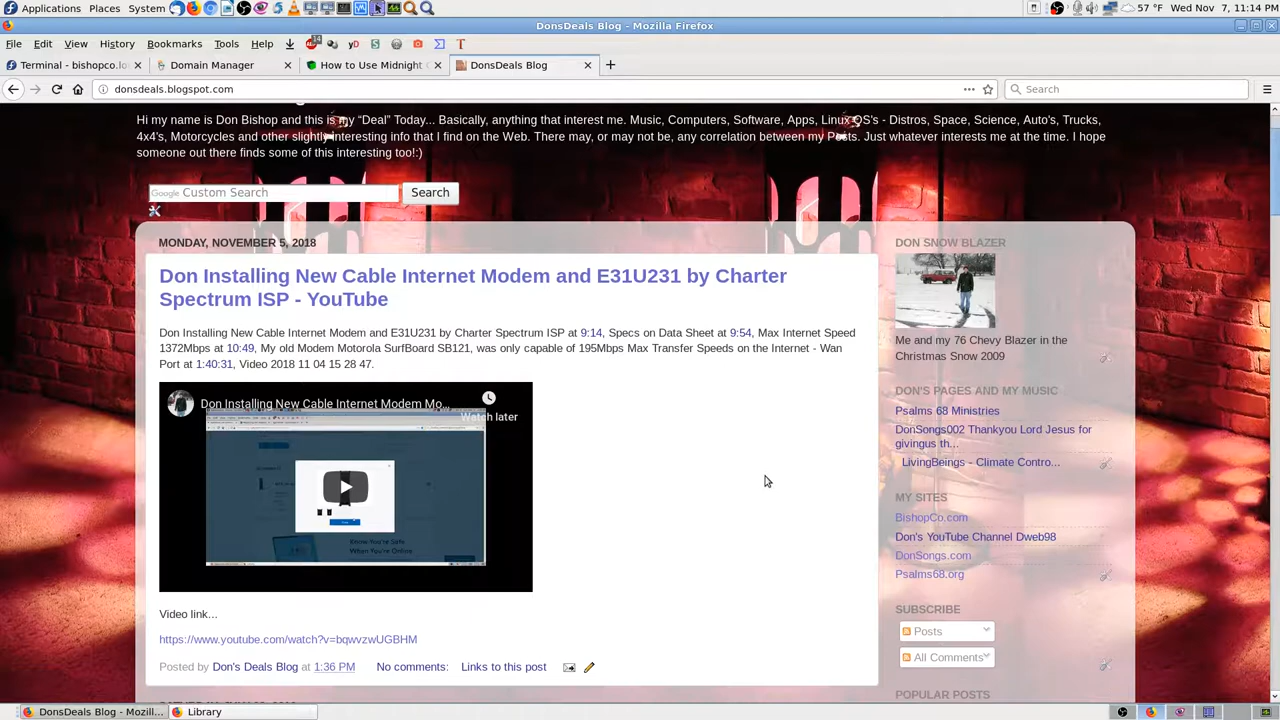 Applications Places System 57 °F Wed Nov 7, 11:14 PM
DonsDeals Blog - Mozilla Firefox
File Edit View History Bookmarks Tools Help
Terminal - bishopco.lo Domain Manager How to Use Midnight C DonsDeals Blog
donsdeals.blogspot.com Search
Hi my name is Don Bishop and this is my “Deal” Today... Basically, anything that interest me. Music, Computers, Software, Apps, Linux OS's - Distros, Space, Science, Auto's, Trucks,
4x4's, Motorcycles and other slightly interesting info that I find on the Web. There may, or may not be, any correlation between my Posts. Just whatever interests me at the time. I hope
someone out there finds some of this interesting too!:)
Google Custom Search Search
MONDAY, NOVEMBER 5, 2018
Don Installing New Cable Internet Modem and E31U231 by Charter
Spectrum ISP - YouTube
Don Installing New Cable Internet Modem and E31U231 by Charter Spectrum ISP at 9:14, Specs on Data Sheet at 9:54, Max Internet Speed
1372Mbps at 10:49, My old Modem Motorola SurfBoard SB121, was only capable of 195Mbps Max Transfer Speeds on the Internet - Wan
Port at 1:40:31, Video 2018 11 04 15 28 47.
Don Installing New Cable Internet Modem Mo...
Watch later
Know You're Safe
When You're Online
Video link...
https://www.youtube.com/watch?v=bqwvzwUGBHM
Posted by Don's Deals Blog at 1:36 PM No comments: Links to this post
DON SNOW BLAZER
Me and my 76 Chevy Blazer in the
Christmas Snow 2009
DON'S PAGES AND MY MUSIC
Psalms 68 Ministries
DonSongs002 Thankyou Lord Jesus for
givingus th...
LivingBeings - Climate Contro...
MY SITES
BishopCo.com
Don's YouTube Channel Dweb98
DonSongs.com
Psalms68.org
SUBSCRIBE
Posts
All Comments
POPULAR POSTS
DonsDeals Blog - Mozill... Library